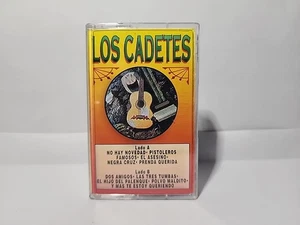 LOS CADETES
Lado A
NO HAY NOVEDAD- PISTOLEROS
FAMOSOS- EL ASESINO-
NEGRA CRUZ- PRENDA QUERIDA
Lado B
DOS AMIGOS- LAS TRES TUMBAS-
EL HIJO DEL PALENQUE- POLVO MALDITO-
Y MAS TE ESTOY QUERIENDO